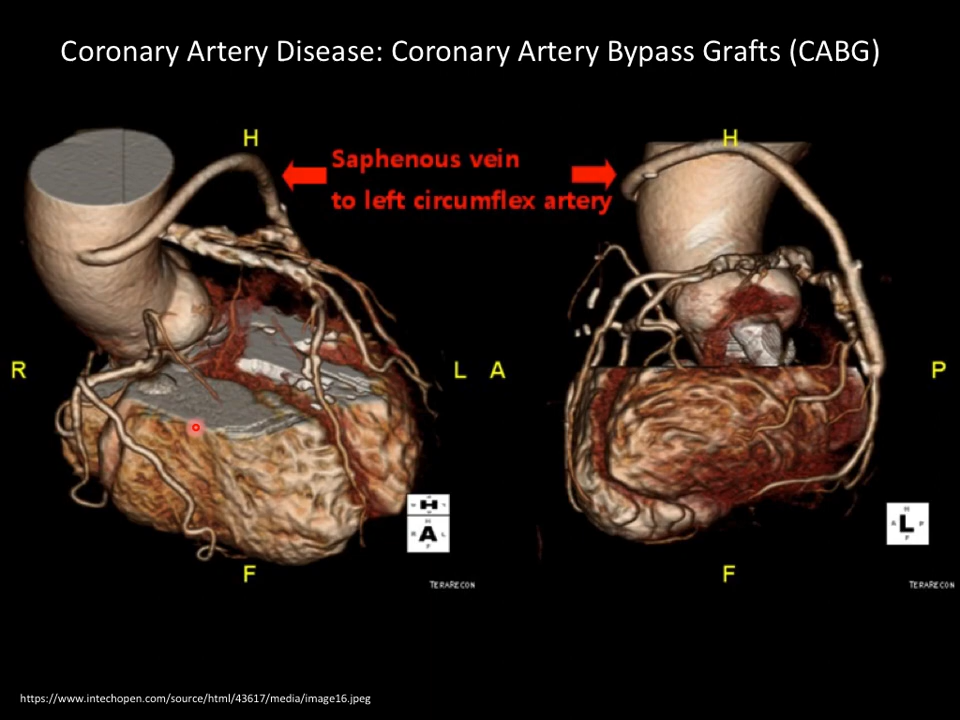 Coronary Artery Disease: Coronary Artery Bypass Grafts (CABG)
H
H
Saphenous vein
to left circumflex artery
R
L
A
P
H
H
A
R
A
L
F
H
A
L
P
F
F
F
TERARECON
TERARECON
https://www.intechopen.com/source/html/43617/media/image16.jpeg